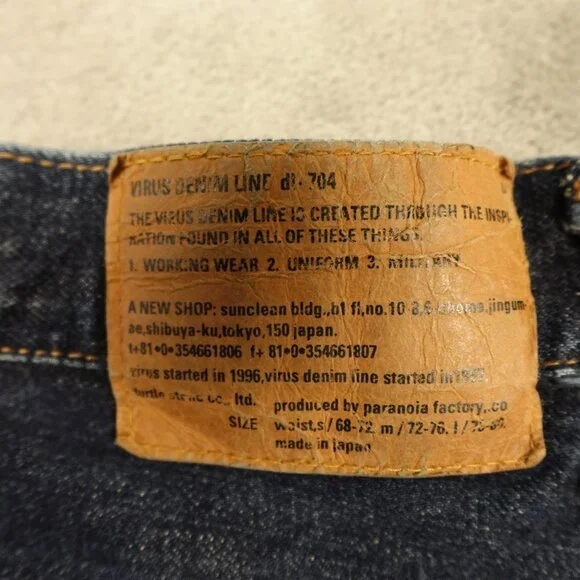 VIRUS DENIM LINE dl-704
THE VIRUS DENIM LINE IS CREATED THROUGH THE INSPI-
RATION FOUND IN ALL OF THESE THINGS.
1. WORKING WEAR 2. UNIFORM 3. MILITARY
A NEW SHOP: sunclean bldg.,b1 fl,no.10-8,6-chome,jingum-
ae,shibuya-ku,tokyo,150 japan.
t+81•0•354661806 f+ 81•0•354661807
virus started in 1996,virus denim line started in
co., ltd. produced by paranoia factory,.co
SIZE waist,s/68-72. m/72-76. l/
made in japan